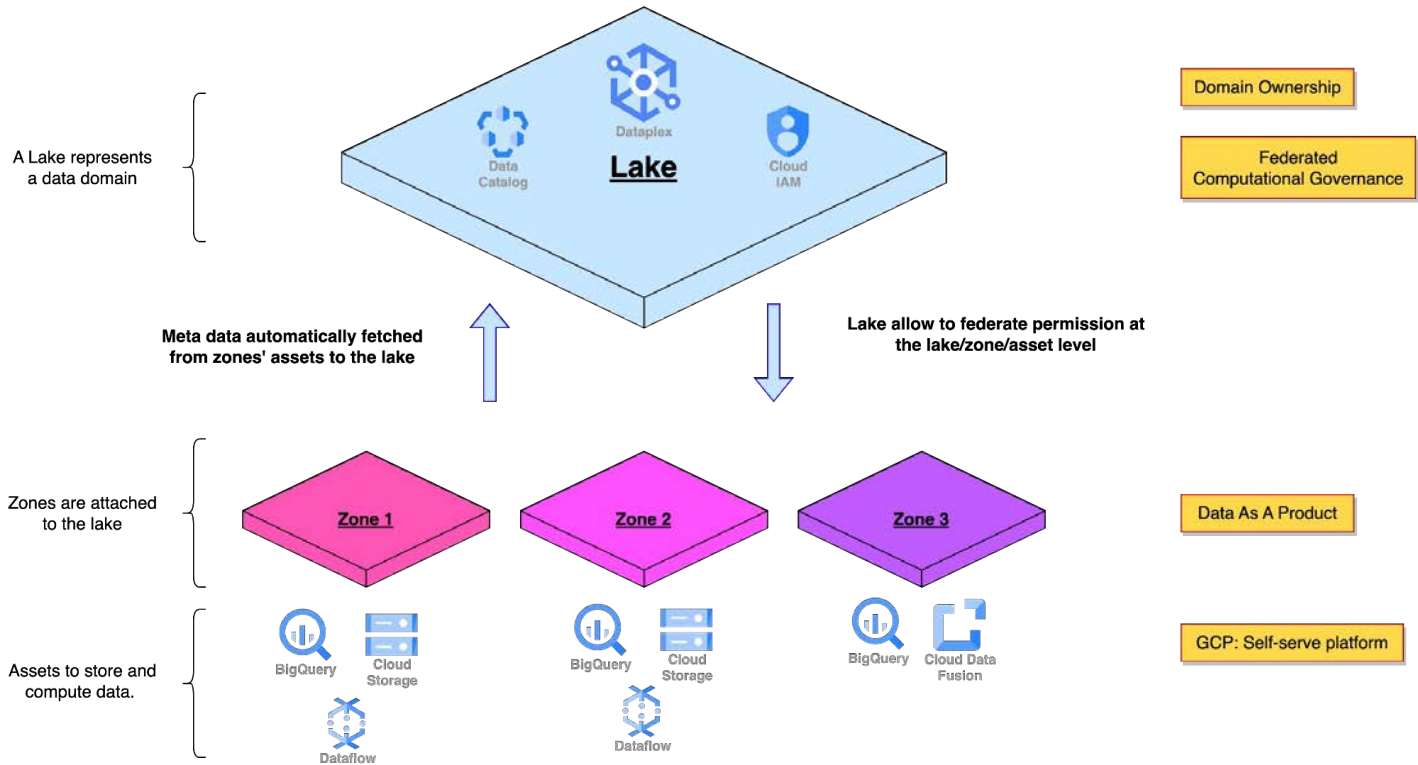 Dataplex
Data
Catalog
Lake
Cloud
IAM
A Lake represents
a data domain
Domain Ownership
Federated
Computational Governance
Meta data automatically fetched
from zones' assets to the lake
Lake allow to federate permission at
the lake/zone/asset level
Zones are attached
to the lake
Zone 1
Zone 2
Zone 3
Data As A Product
Assets to store and
compute data.
BigQuery
Cloud
Storage
Dataflow
BigQuery
Cloud
Storage
Dataflow
BigQuery
Cloud Data
Fusion
GCP: Self-serve platform